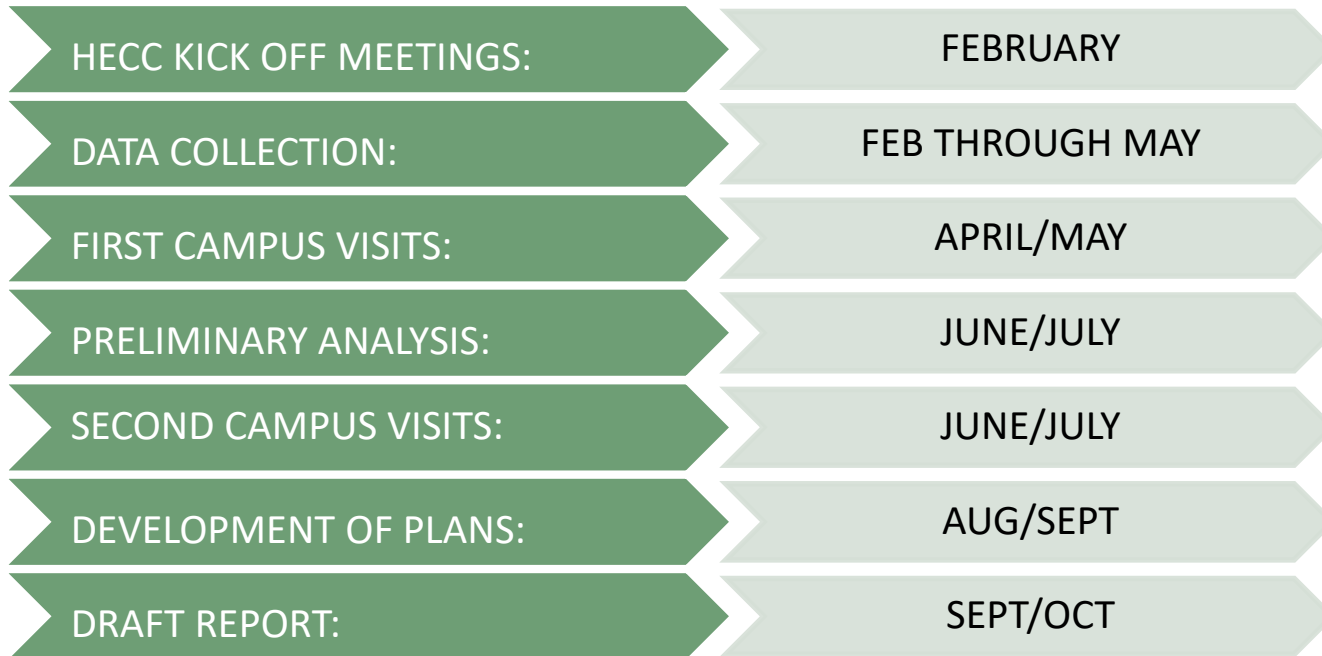 HECC KICK OFF MEETINGS: FEBRUARY
DATA COLLECTION: FEB THROUGH MAY
FIRST CAMPUS VISITS: APRIL/MAY
PRELIMINARY ANALYSIS: JUNE/JULY
SECOND CAMPUS VISITS: JUNE/JULY
DEVELOPMENT OF PLANS: AUG/SEPT
DRAFT REPORT: SEPT/OCT